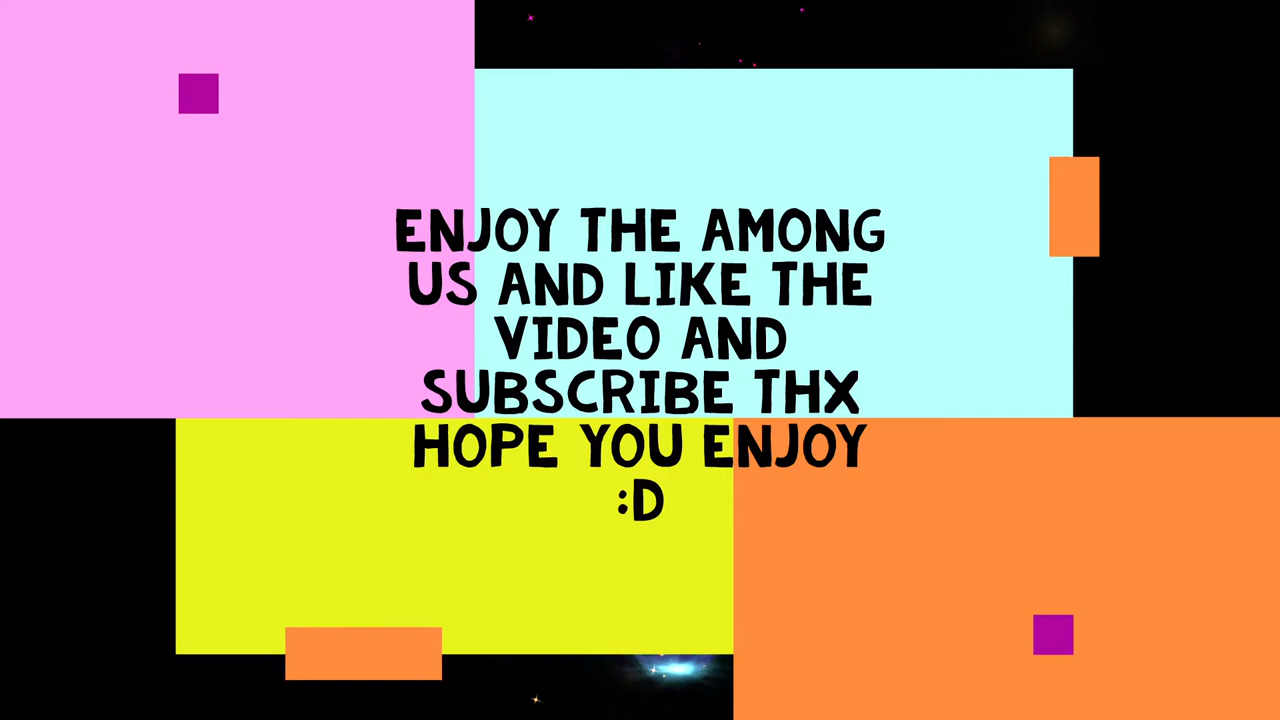 ENJOY THE AMONG
US AND LIKE THE
VIDEO AND
SUBSCRIBE THX
HOPE YOU ENJOY
:D